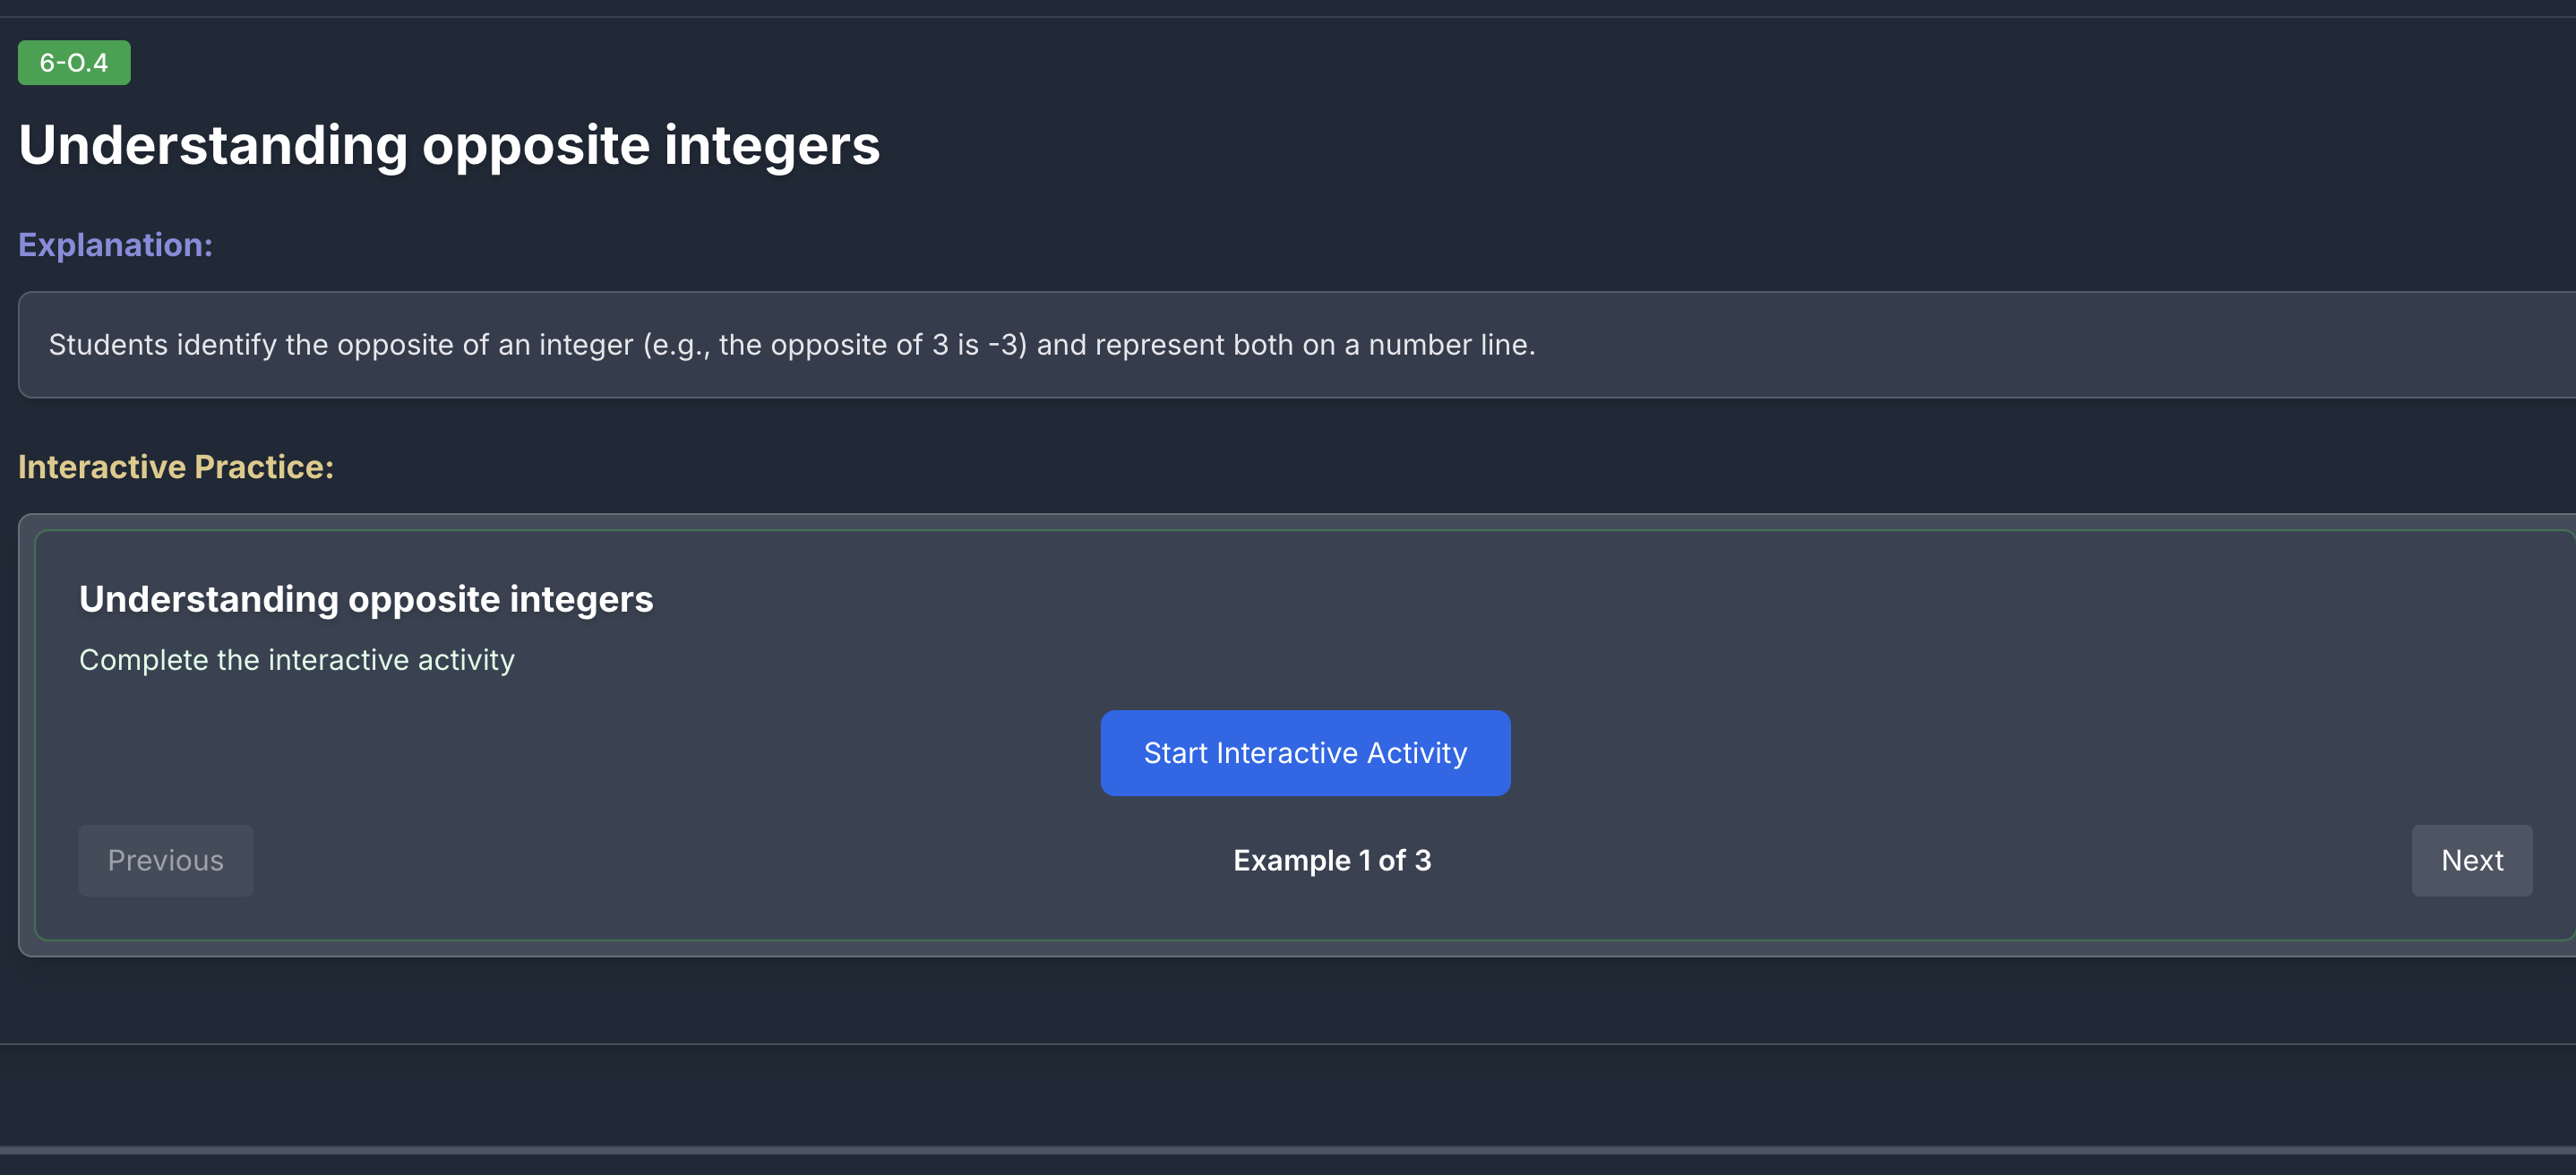 6-O.4
Understanding opposite integers
Explanation:
Students identify the opposite of an integer (e.g., the opposite of 3 is -3) and represent both on a number line.
Interactive Practice:
Understanding opposite integers
Complete the interactive activity
Start Interactive Activity
Previous
Example 1 of 3
Next